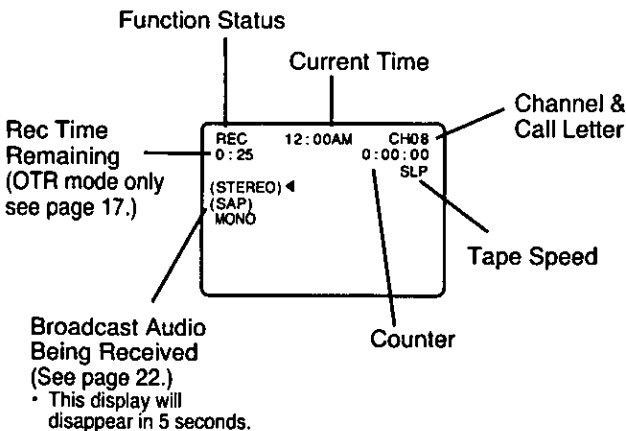 Function Status
Current Time
Channel &
Call Letter
Rec Time
Remaining
(OTR mode only
see page 17.)
REC 12:00AM CH08
0:25 0:00:00
SLP
(STEREO)◄
(SAP)
MONO
Tape Speed
Counter
Broadcast Audio
Being Received
(See page 22.)
• This display will
disappear in 5 seconds.